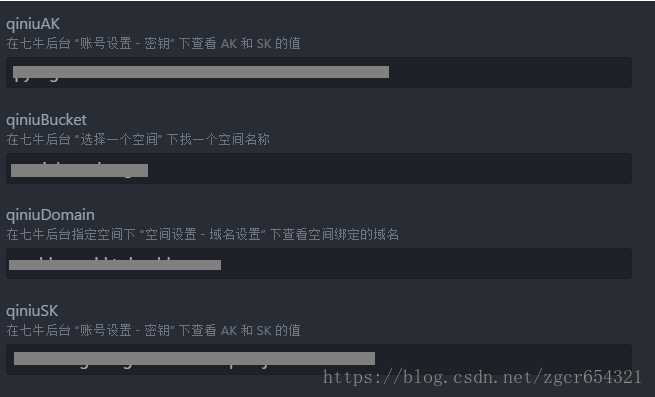 qiniuAK
在七牛后台 “账号设置 - 密钥” 下查看 AK 和 SK 的值
qiniuBucket
在七牛后台 “选择一个空间” 下找一个空间名称
qiniuDomain
在七牛后台指定空间下 “空间设置 - 域名设置” 下查看空间绑定的域名
qiniuSK
在七牛后台 “账号设置 - 密钥” 下查看 AK 和 SK 的值
https://blog.csdn.net/zgcr654321